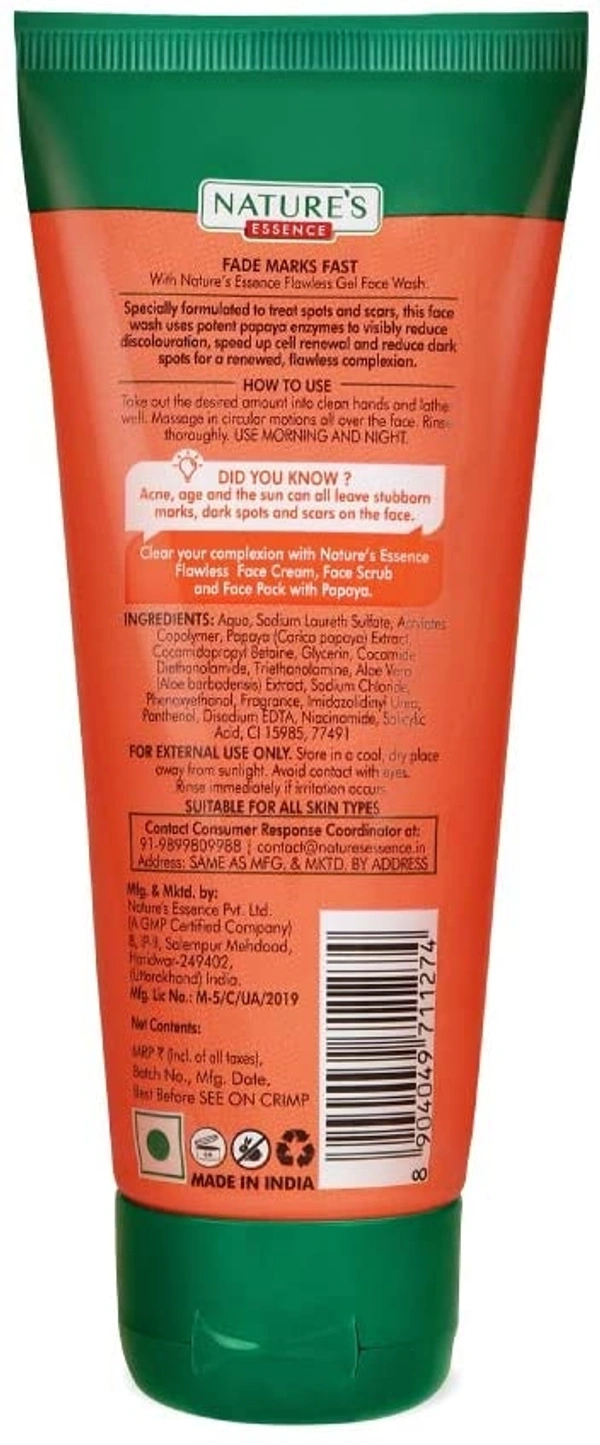 NATURE'S
ESSENCE
FADE MARKS FAST
With Nature's Essence Flawless Gel Face Wash.
Specially formulated to treat spots and scars, this face
wash uses potent papaya enzymes to visibly reduce
discolouration, speed up cell renewal and reduce dark
spots for a renewed, flawless complexion.
HOW TO USE
Take out the desired amount into clean hands and lathe
well. Massage in circular motions all over the face. Rinse
thoroughly. USE MORNING AND NIGHT.
DID YOU KNOW ?
Acne, age and the sun can all leave stubborn
marks, dark spots and scars on the face.
Clear your complexion with Nature's Essence
Flawless Face Cream, Face Scrub
and Face Pack with Papaya.
INGREDIENTS: Aqua, Sodium Laureth Sulfate, Acrylates
Copolymer, Papaya (Carica papaya) Extract,
Cocamidopropyl Betaine, Glycerin, Cocamide
Diethanolamide, Triethanolamine, Aloe Vera
(Aloe barbadensis) Extract, Sodium Chloride,
Phenoxyethanol, Fragrance, Imidazolidinyl Urea,
Panthenol, Disodium EDTA, Niacinamide, Salicylic
Acid, CI 15985, 77491
FOR EXTERNAL USE ONLY. Store in a cool, dry place
away from sunlight. Avoid contact with eyes.
Rinse immediately if irritation occurs
SUITABLE FOR ALL SKIN TYPES
Contact Consumer Response Coordinator at:
91-9899809988 | contact@naturesessence.in
Address: SAME AS MFG. & MKTD. BY ADDRESS
Mfg. & Mktd. by:
Nature's Essence Pvt. Ltd.
(A GMP Certified Company)
8, IP-II, Salempur Mehdood,
Haridwar-249402,
(Uttarakhand) India.
Mfg. Lic No.: M-5/C/UA/2019
Net Contents:
MRP ₹ (Incl. of all taxes),
Batch No., Mfg. Date,
Best Before SEE ON CRIMP
MADE IN INDIA
8 904049 711274